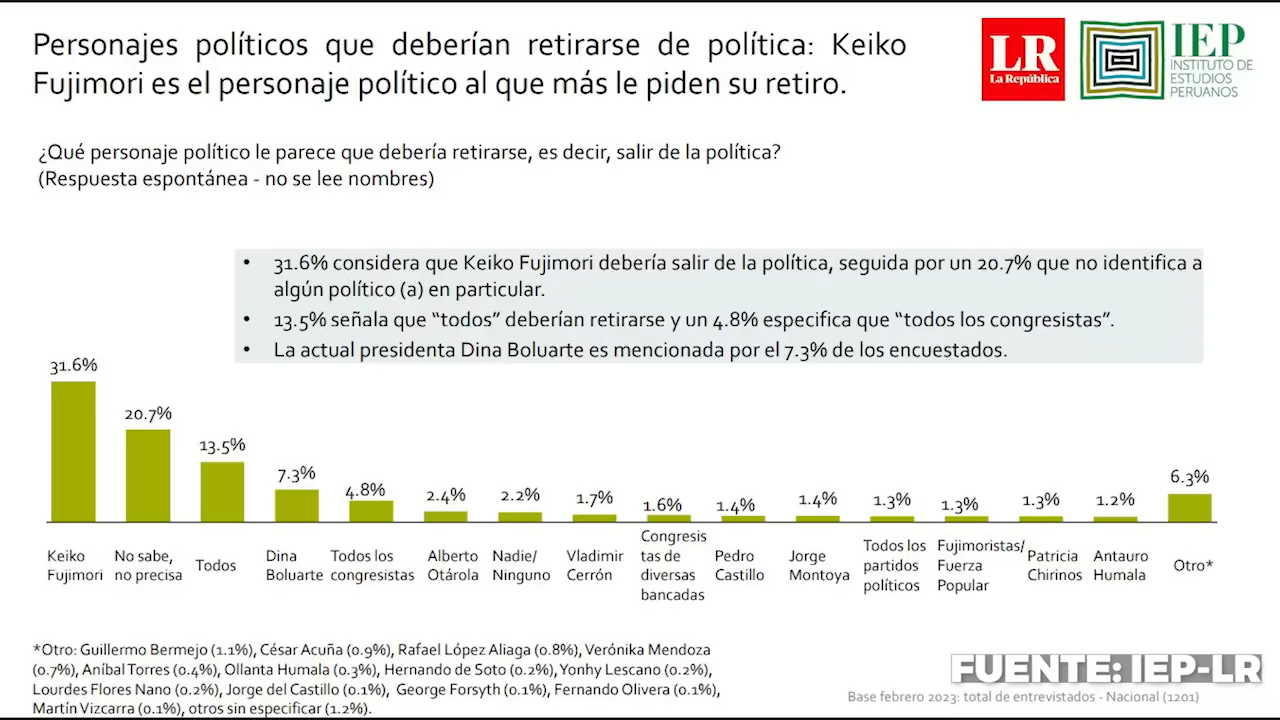 Personajes políticos que deberían retirarse de política: Keiko
Fujimori es el personaje político al que más le piden su retiro.
LR
La República
IEP
INSTITUTO DE
ESTUDIOS
PERUANOS
¿Qué personaje político le parece que debería retirarse, es decir, salir de la política?
(Respuesta espontánea - no se lee nombres)
• 31.6% considera que Keiko Fujimori debería salir de la política, seguida por un 20.7% que no identifica a
algún político (a) en particular.
• 13.5% señala que “todos” deberían retirarse y un 4.8% especifica que “todos los congresistas”.
• La actual presidenta Dina Boluarte es mencionada por el 7.3% de los encuestados.
31.6%
20.7%
13.5%
7.3%
4.8%
2.4%
2.2%
1.7%
1.6%
1.4%
1.4%
1.3%
1.3%
1.3%
1.2%
6.3%
Keiko
Fujimori
No sabe,
no precisa
Todos
Dina
Boluarte
Todos los
congresistas
Alberto
Otárola
Nadie/
Ninguno
Vladimir
Cerrón
Congresis
tas de
diversas
bancadas
Pedro
Castillo
Jorge
Montoya
Todos los
partidos
políticos
Fujimoristas/
Fuerza
Popular
Patricia
Chirinos
Antauro
Humala
Otro*
*Otro: Guillermo Bermejo (1.1%), César Acuña (0.9%), Rafael López Aliaga (0.8%), Verónika Mendoza
(0.7%), Aníbal Torres (0.4%), Ollanta Humala (0.3%), Hernando de Soto (0.2%), Yonhy Lescano (0.2%),
Lourdes Flores Nano (0.2%), Jorge del Castillo (0.1%), George Forsyth (0.1%), Fernando Olivera (0.1%),
Martín Vizcarra (0.1%), otros sin especificar (1.2%).
FUENTE: IEP-LR
Base febrero 2023: total de entrevistados - Nacional (1201)